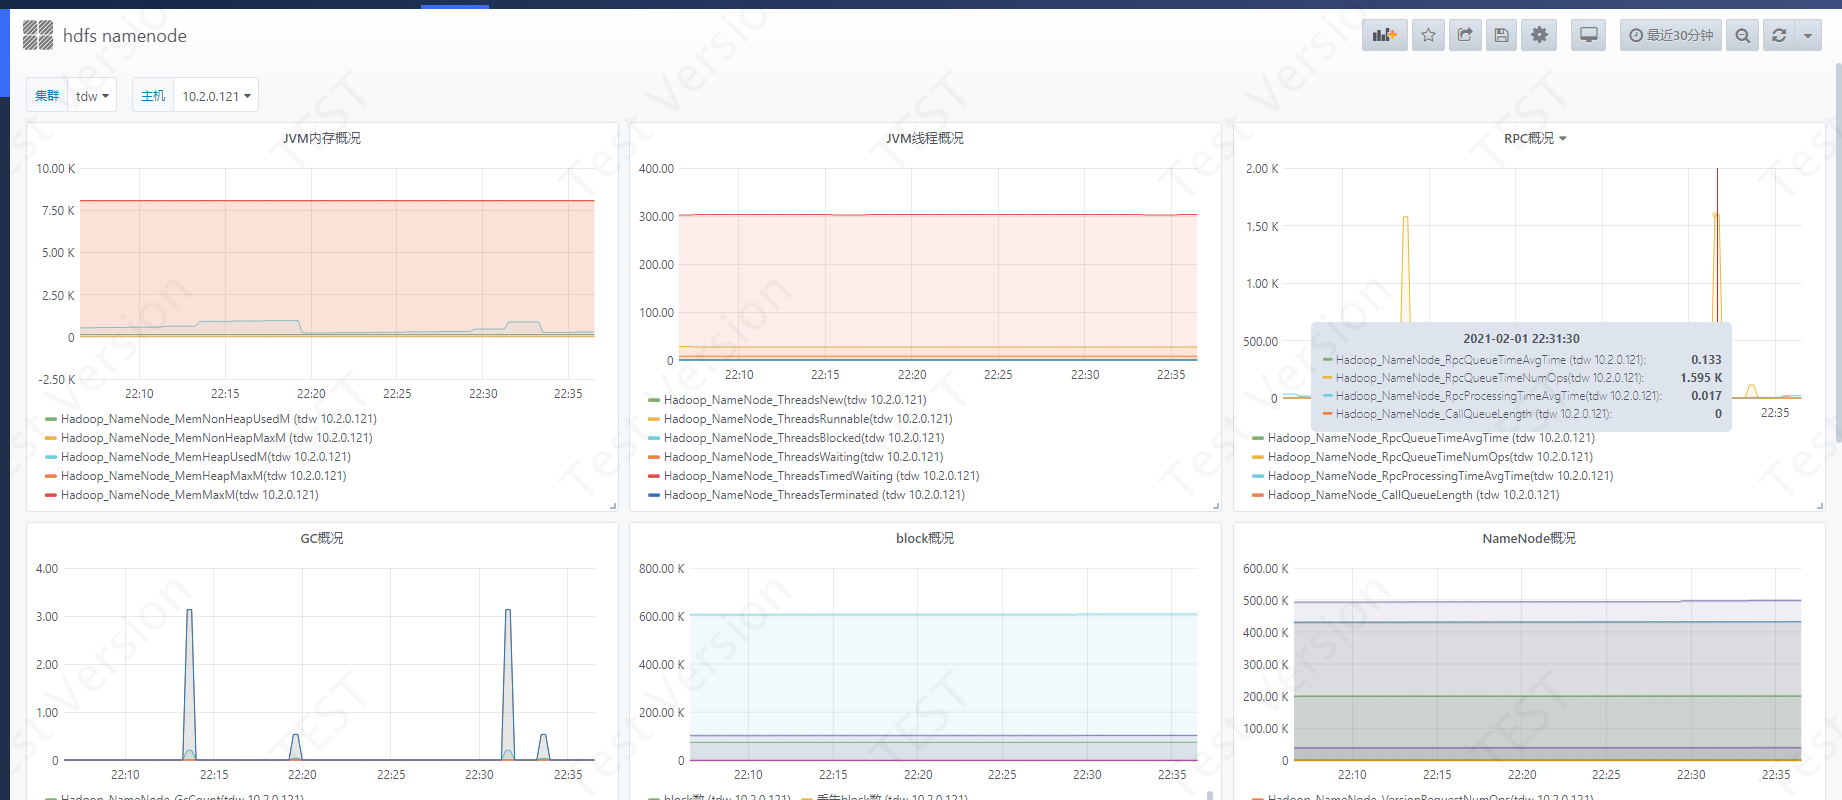 hdfs namenode
最近30分钟
集群 tdw 主机 10.2.0.121
JVM内存概况
10.00 K
7.50 K
5.00 K
2.50 K
0
-2.50 K
22:10 22:15 22:20 22:25 22:30 22:35
Hadoop_NameNode_MemNonHeapUsedM (tdw 10.2.0.121)
Hadoop_NameNode_MemNonHeapMaxM (tdw 10.2.0.121)
Hadoop_NameNode_MemHeapUsedM(tdw 10.2.0.121)
Hadoop_NameNode_MemHeapMaxM(tdw 10.2.0.121)
Hadoop_NameNode_MemMaxM(tdw 10.2.0.121)
JVM线程概况
400.00
300.00
200.00
100.00
0
22:10 22:15 22:20 22:25 22:30 22:35
Hadoop_NameNode_ThreadsNew(tdw 10.2.0.121)
Hadoop_NameNode_ThreadsRunnable(tdw 10.2.0.121)
Hadoop_NameNode_ThreadsBlocked(tdw 10.2.0.121)
Hadoop_NameNode_ThreadsWaiting(tdw 10.2.0.121)
Hadoop_NameNode_ThreadsTimedWaiting (tdw 10.2.0.121)
Hadoop_NameNode_ThreadsTerminated (tdw 10.2.0.121)
RPC概况
2.00 K
1.50 K
1.00 K
500.00
0
2021-02-01 22:31:30
Hadoop_NameNode_RpcQueueTimeAvgTime (tdw 10.2.0.121): 0.133
Hadoop_NameNode_RpcQueueTimeNumOps(tdw 10.2.0.121): 1.595 K
Hadoop_NameNode_RpcProcessingTimeAvgTime(tdw 10.2.0.121): 0.017
Hadoop_NameNode_CallQueueLength (tdw 10.2.0.121): 0
22:35
Hadoop_NameNode_RpcQueueTimeAvgTime (tdw 10.2.0.121)
Hadoop_NameNode_RpcQueueTimeNumOps(tdw 10.2.0.121)
Hadoop_NameNode_RpcProcessingTimeAvgTime(tdw 10.2.0.121)
Hadoop_NameNode_CallQueueLength (tdw 10.2.0.121)
GC概况
4.00
3.00
2.00
1.00
0
22:10 22:15 22:20 22:25 22:30 22:35
Hadoop_NameNode_GcCount(tdw 10.2.0.121)
block概况
800.00 K
600.00 K
400.00 K
200.00 K
0
22:10 22:15 22:20 22:25 22:30 22:35
block数 (tdw 10.2.0.121) 丢失block数 (tdw 10.2.0.121)
NameNode概况
600.00 K
500.00 K
400.00 K
300.00 K
200.00 K
100.00 K
0
22:10 22:15 22:20 22:25 22:30 22:35
Hadoop_NameNode_VersionRequestNumOps(tdw 10.2.0.121)
Test Version
TEST